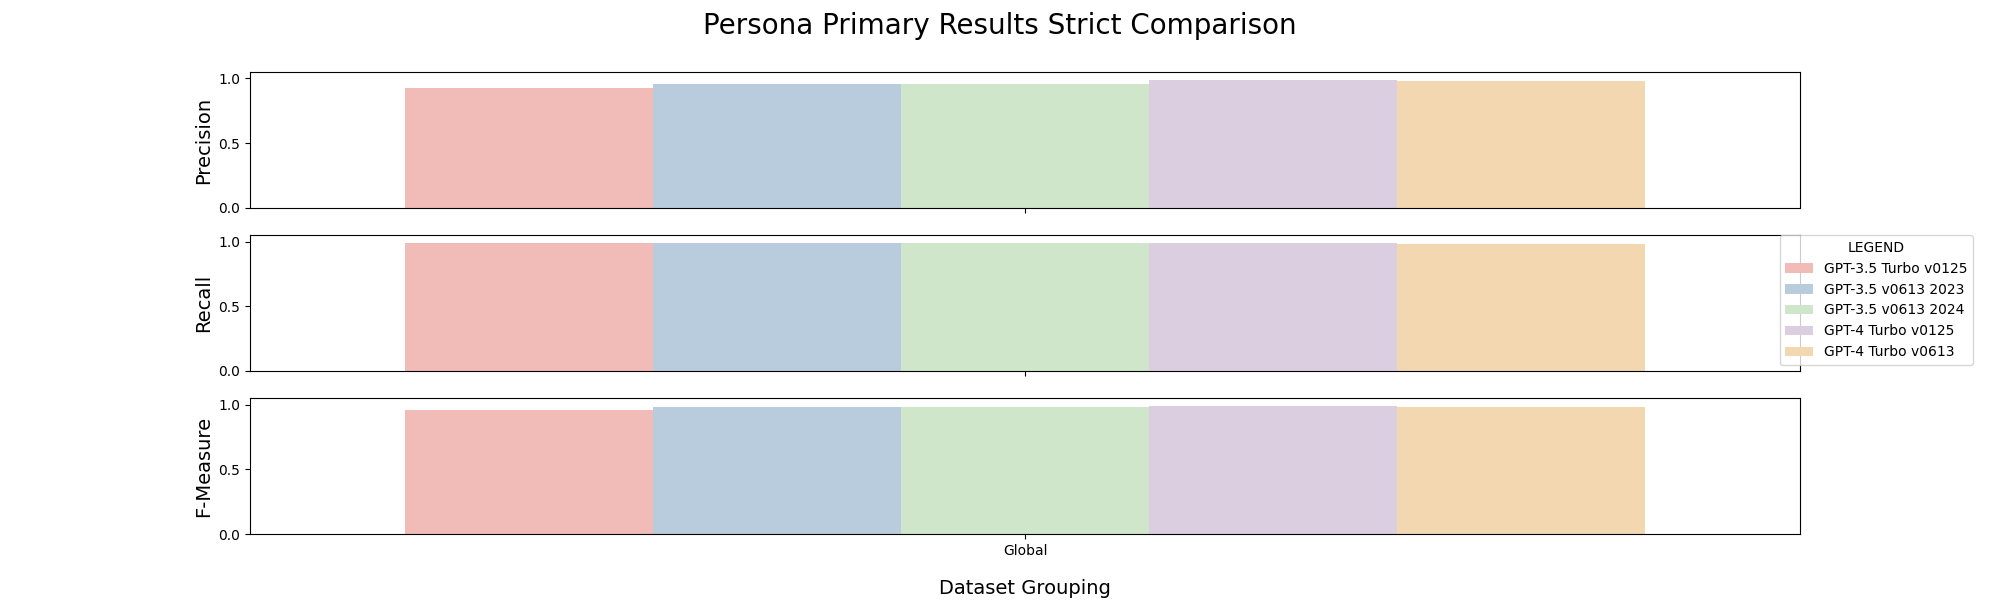 Persona Primary Results Strict Comparison
Precision
1.0
0.5
0.0
Recall
1.0
0.5
0.0
LEGEND
GPT-3.5 Turbo v0125
GPT-3.5 v0613 2023
GPT-3.5 v0613 2024
GPT-4 Turbo v0125
GPT-4 Turbo v0613
F-Measure
1.0
0.5
0.0
Global
Dataset Grouping